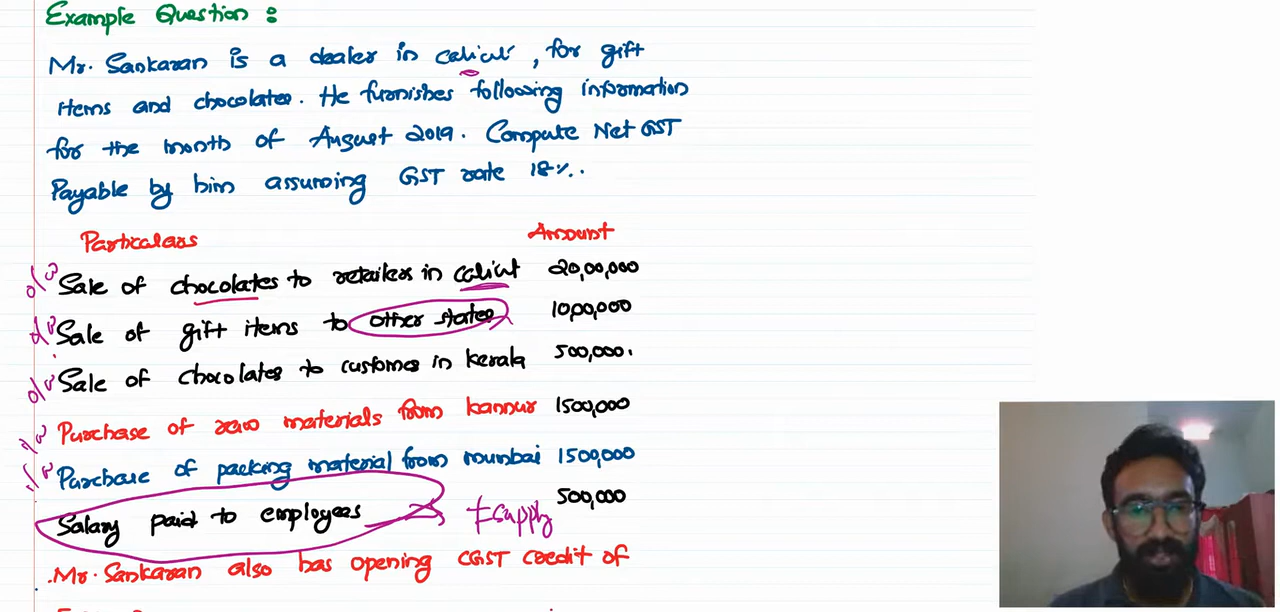 Example Question :
Mr. Sankaran is a dealer in calicut, for gift
items and chocolates. He furnishes following information
for the month of August 2019. Compute Net GST
Payable by him assuming GST rate 18%.
Particulars Amount
o/w Sale of chocolates to retailers in calicut 20,00,000
Sale of gift items to other states 1000,000
Sale of chocolates to customes in kerala 500,000
Purchase of raw materials from kannur 1500,000
Purchase of packing material from mumbai 1500,000
Salary paid to employees ≠ supply 500,000
Mr. Sankaran also has opening CGST credit of